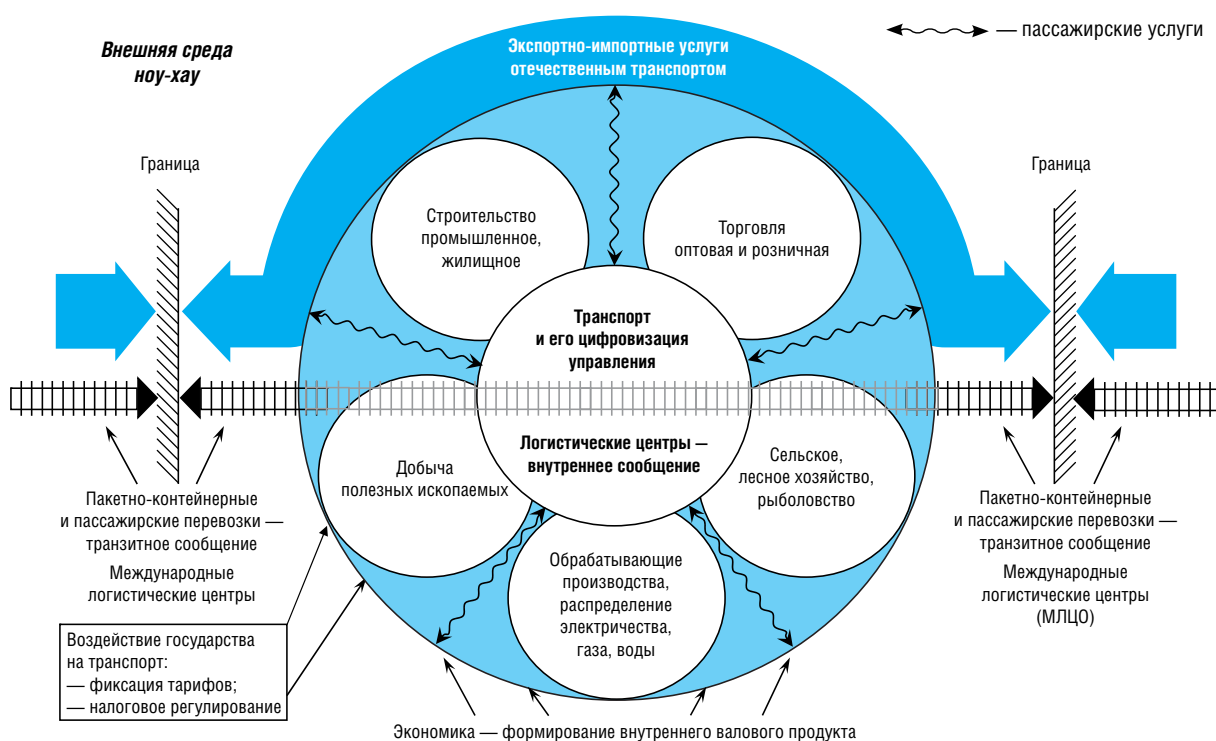 Внешняя среда
ноу-хау
Экспортно-импортные услуги
отечественным транспортом
— пассажирские услуги
Граница
Граница
Строительство
промышленное,
жилищное
Торговля
оптовая и розничная
Транспорт
и его цифровизация
управления
Логистические центры –
внутреннее сообщение
Добыча
полезных ископаемых
Сельское,
лесное хозяйство,
рыболовство
Обрабатывающие
производства,
распределение
электричества,
газа, воды
Пакетно-контейнерные
и пассажирские перевозки —
транзитное сообщение
Международные
логистические центры
Пакетно-контейнерные
и пассажирские перевозки —
транзитное сообщение
Международные
логистические центры
(МЛЦО)
Воздействие государства
на транспорт:
— фиксация тарифов;
— налоговое регулирование
Экономика — формирование внутреннего валового продукта